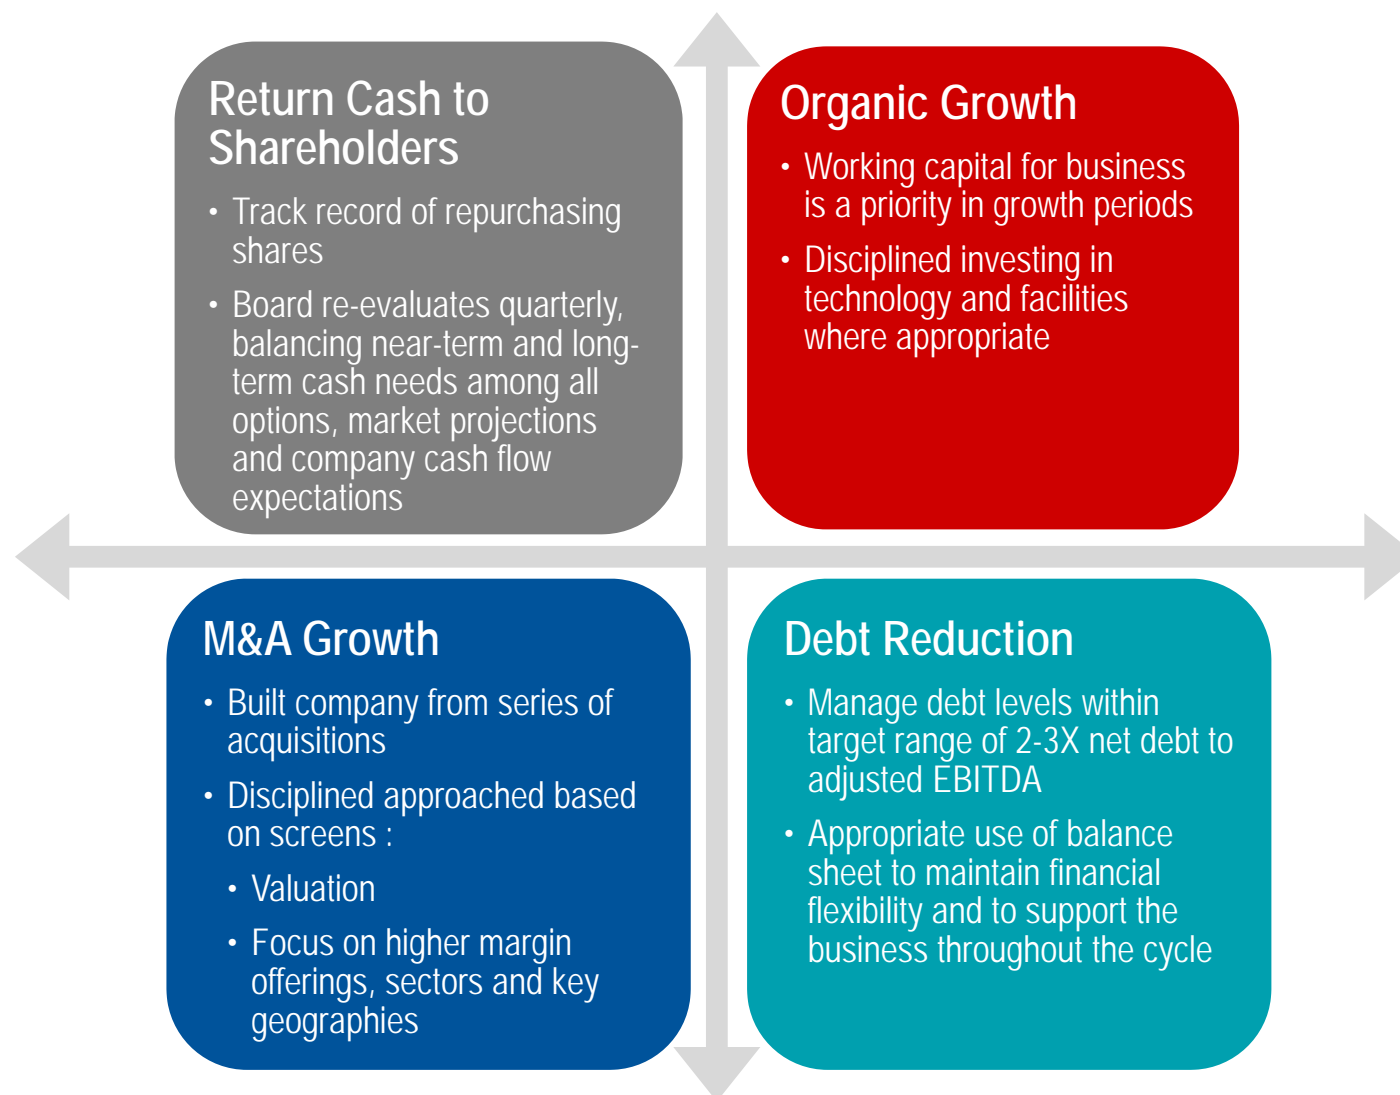 Return Cash to
Shareholders
• Track record of repurchasing
shares
• Board re-evaluates quarterly,
balancing near-term and long-
term cash needs among all
options, market projections
and company cash flow
expectations
Organic Growth
• Working capital for business
is a priority in growth periods
• Disciplined investing in
technology and facilities
where appropriate
M&A Growth
• Built company from series of
acquisitions
• Disciplined approached based
on screens :
• Valuation
• Focus on higher margin
offerings, sectors and key
geographies
Debt Reduction
• Manage debt levels within
target range of 2-3X net debt to
adjusted EBITDA
• Appropriate use of balance
sheet to maintain financial
flexibility and to support the
business throughout the cycle